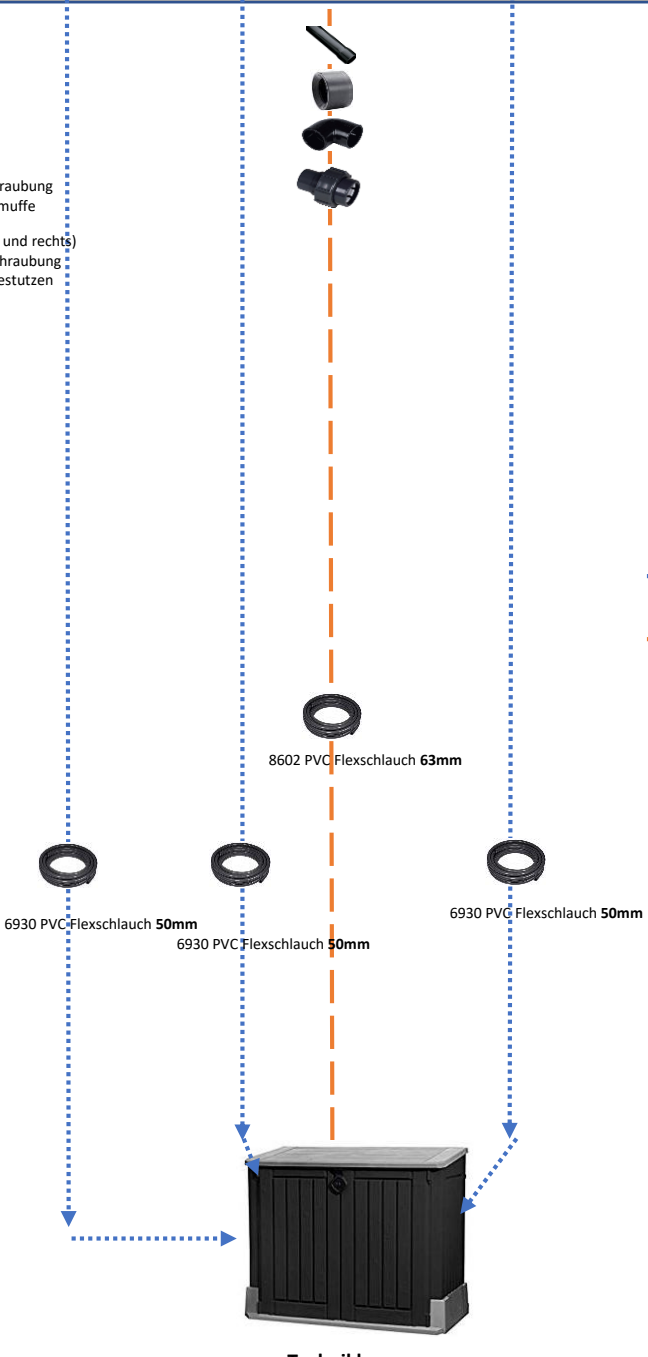 raubung
muffe
und rechts)
hraubung
estutzen
8602 PVC Flexschlauch 63mm
6930 PVC Flexschlauch 50mm
6930 PVC Flexschlauch 50mm
6930 PVC Flexschlauch 50mm